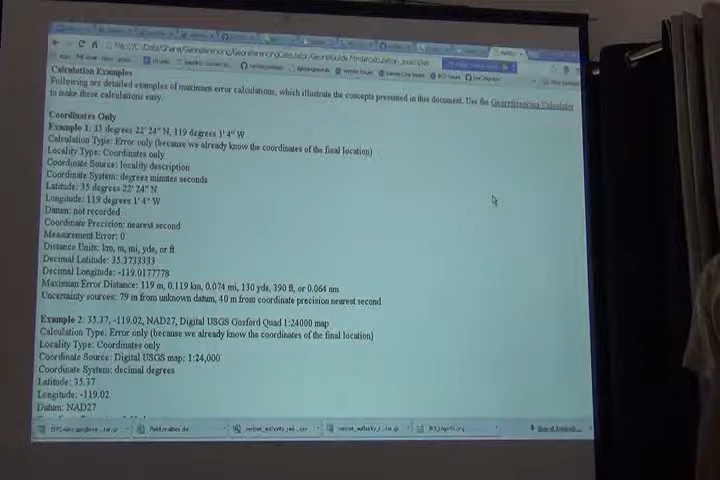 Calculation Examples
Following are detailed examples of maximum error calculations, which illustrate the concepts presented in this document. Use the Georeferencing Calculator
to make these calculations easy.
Coordinates Only
Example 1: 35 degrees 22' 24" N, 119 degrees 1' 4" W
Calculation Type: Error only (because we already know the coordinates of the final location)
Locality Type: Coordinates only
Coordinate Source: locality description
Coordinate System: degrees minutes seconds
Latitude: 35 degrees 22' 24" N
Longitude: 119 degrees 1' 4" W
Datum: not recorded
Coordinate Precision: nearest second
Measurement Error: 0
Distance Units: km, m, mi, yds, or ft
Decimal Latitude: 35.3733333
Decimal Longitude: -119.0177778
Maximum Error Distance: 119 m, 0.119 km, 0.074 mi, 130 yds, 390 ft, or 0.064 nm
Uncertainty sources: 79 m from unknown datum, 40 m from coordinate precision nearest second
Example 2: 35.37, -119.02, NAD27, Digital USGS Gosford Quad 1:24000 map
Calculation Type: Error only (because we already know the coordinates of the final location)
Locality Type: Coordinates only
Coordinate Source: Digital USGS map: 1:24,000
Coordinate System: decimal degrees
Latitude: 35.37
Longitude: -119.02
Datum: NAD27